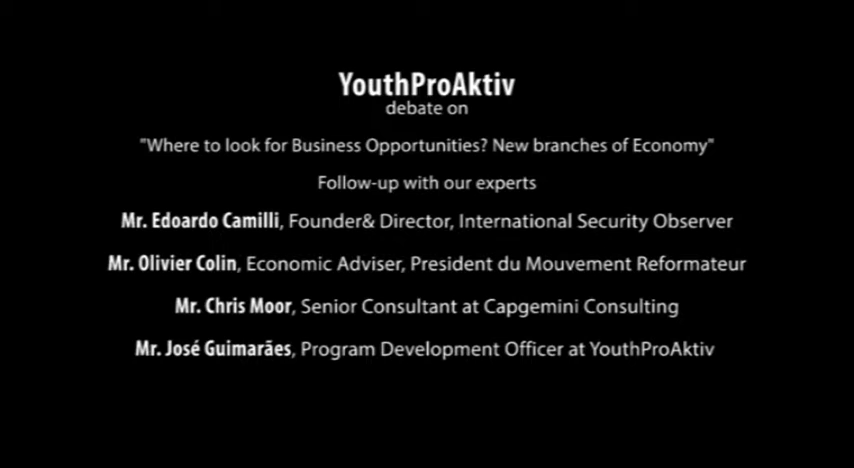 YouthProAktiv
debate on
"Where to look for Business Opportunities? New branches of Economy"
Follow-up with our experts
Mr. Edoardo Camilli, Founder& Director, International Security Observer
Mr. Olivier Colin, Economic Adviser, President du Mouvement Reformateur
Mr. Chris Moor, Senior Consultant at Capgemini Consulting
Mr. José Guimarães, Program Development Officer at YouthProAktiv